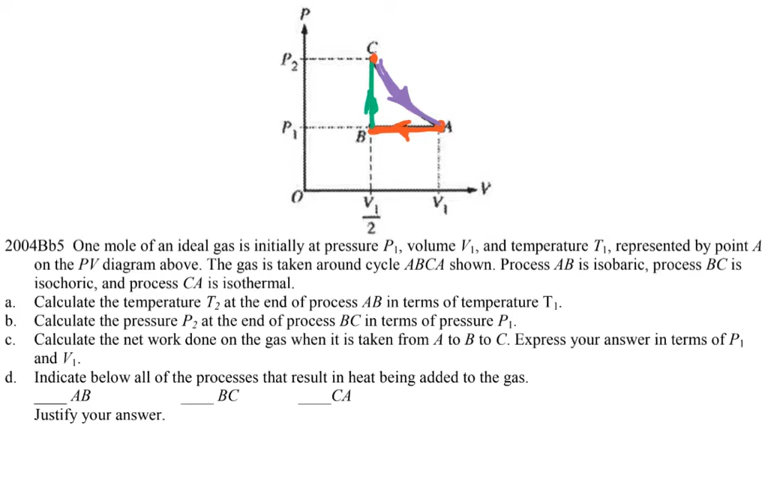 P
C
P₂
P₁
B
A
O
V₁
V
V₁/2
2004Bb5 One mole of an ideal gas is initially at pressure P₁, volume V₁, and temperature T₁, represented by point A
on the PV diagram above. The gas is taken around cycle ABCA shown. Process AB is isobaric, process BC is
isochoric, and process CA is isothermal.
a. Calculate the temperature T₂ at the end of process AB in terms of temperature T₁.
b. Calculate the pressure P₂ at the end of process BC in terms of pressure P₁.
c. Calculate the net work done on the gas when it is taken from A to B to C. Express your answer in terms of P₁
and V₁.
d. Indicate below all of the processes that result in heat being added to the gas.
____ AB ____ BC ____ CA
Justify your answer.